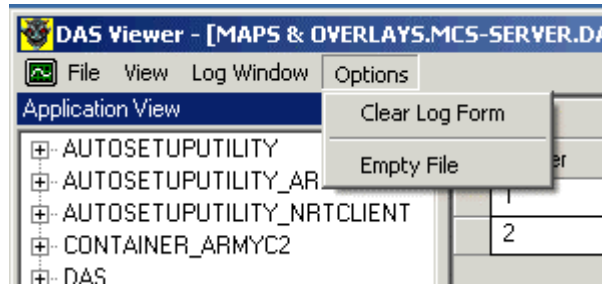 DAS Viewer - [MAPS & OVERLAYS.MCS-SERVER.DA
File View Log Window Options
Application View
Clear Log Form
Empty File
er
AUTOSETUPUTILITY
AUTOSETUPUTILITY_AR
1
AUTOSETUPUTILITY_NRTCLIENT
2
CONTAINER_ARMYC2
DAS